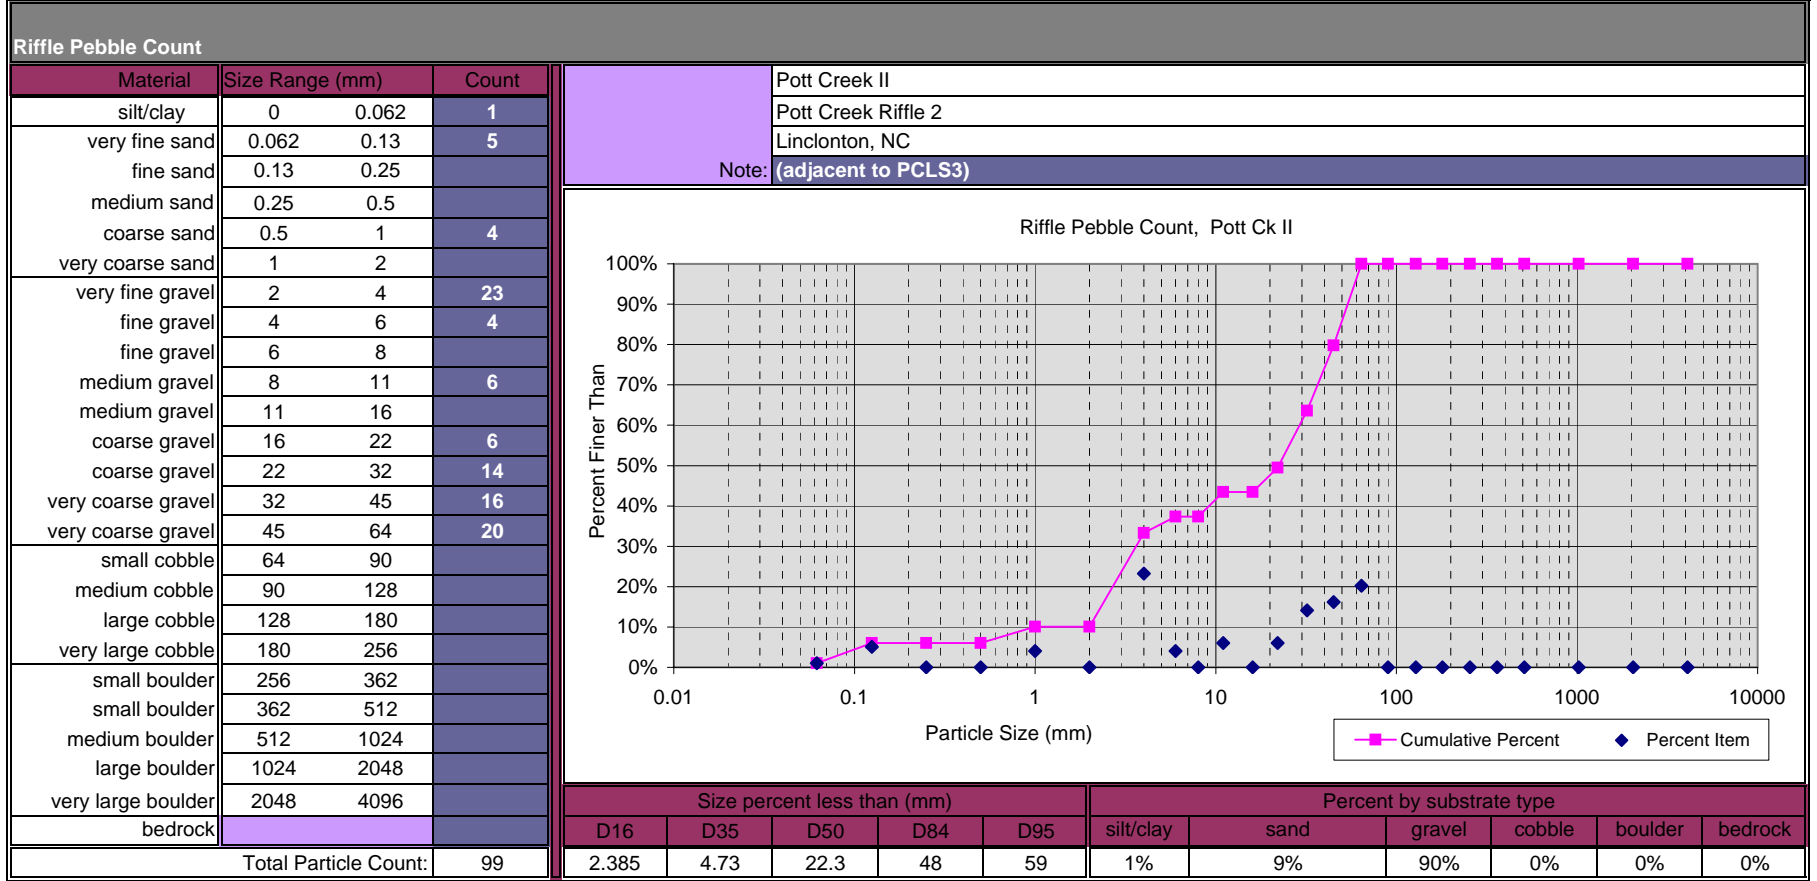 Riffle Pebble Count
Material Size Range (mm) Count
silt/clay 0 0.062 1
very fine sand 0.062 0.13 5
fine sand 0.13 0.25
medium sand 0.25 0.5
coarse sand 0.5 1 4
very coarse sand 1 2
very fine gravel 2 4 23
fine gravel 4 6 4
fine gravel 6 8
medium gravel 8 11 6
medium gravel 11 16
coarse gravel 16 22 6
coarse gravel 22 32 14
very coarse gravel 32 45 16
very coarse gravel 45 64 20
small cobble 64 90
medium cobble 90 128
large cobble 128 180
very large cobble 180 256
small boulder 256 362
small boulder 362 512
medium boulder 512 1024
large boulder 1024 2048
very large boulder 2048 4096
bedrock
Total Particle Count: 99
Pott Creek II
Pott Creek Riffle 2
Linclonton, NC
Note: (adjacent to PCLS3)
Riffle Pebble Count, Pott Ck II
100%
90%
80%
70%
60%
50%
40%
30%
20%
10%
0%
Percent Finer Than
0.01 0.1 1 10 100 1000 10000
Particle Size (mm)
Cumulative Percent Percent Item
Size percent less than (mm) Percent by substrate type
D16 D35 D50 D84 D95 silt/clay sand gravel cobble boulder bedrock
2.385 4.73 22.3 48 59 1% 9% 90% 0% 0% 0%